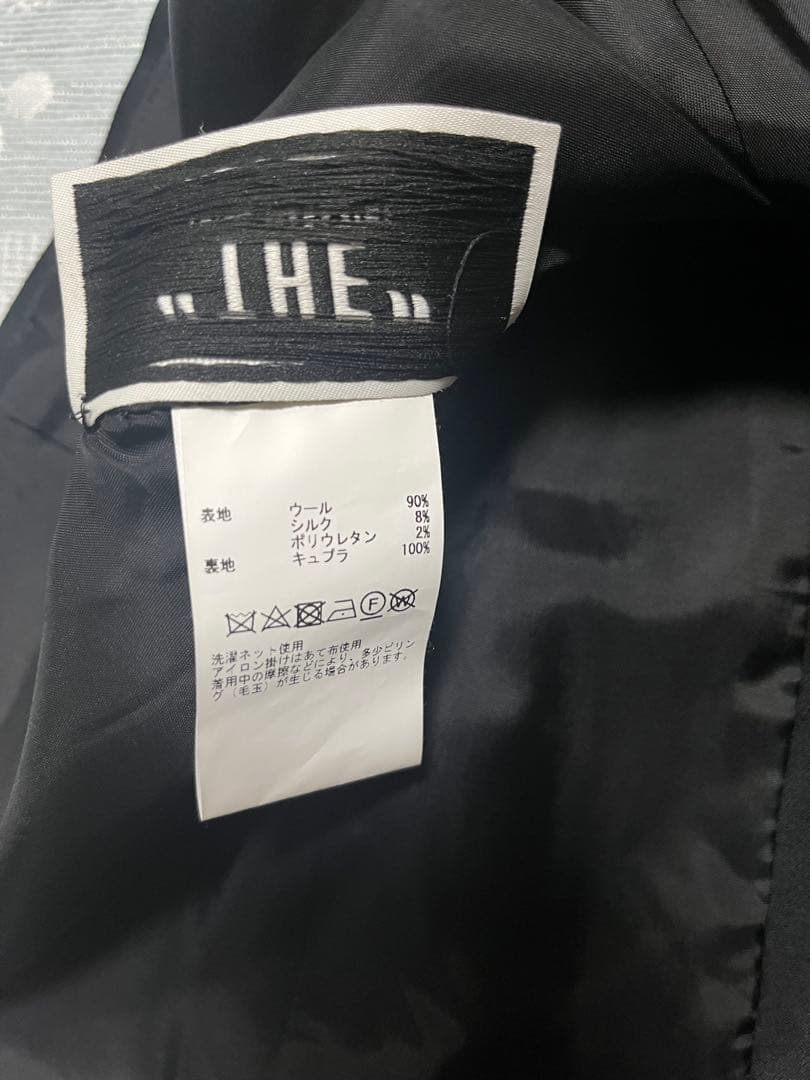 „THE„
表地 ウール 90%
シルク 8%
ポリウレタン 2%
裏地 キュプラ 100%
F W
洗濯ネット使用
アイロン掛けはあて布使用
着用中の摩擦などにより、多少ピリン
グ(毛玉)が生じる場合があります。